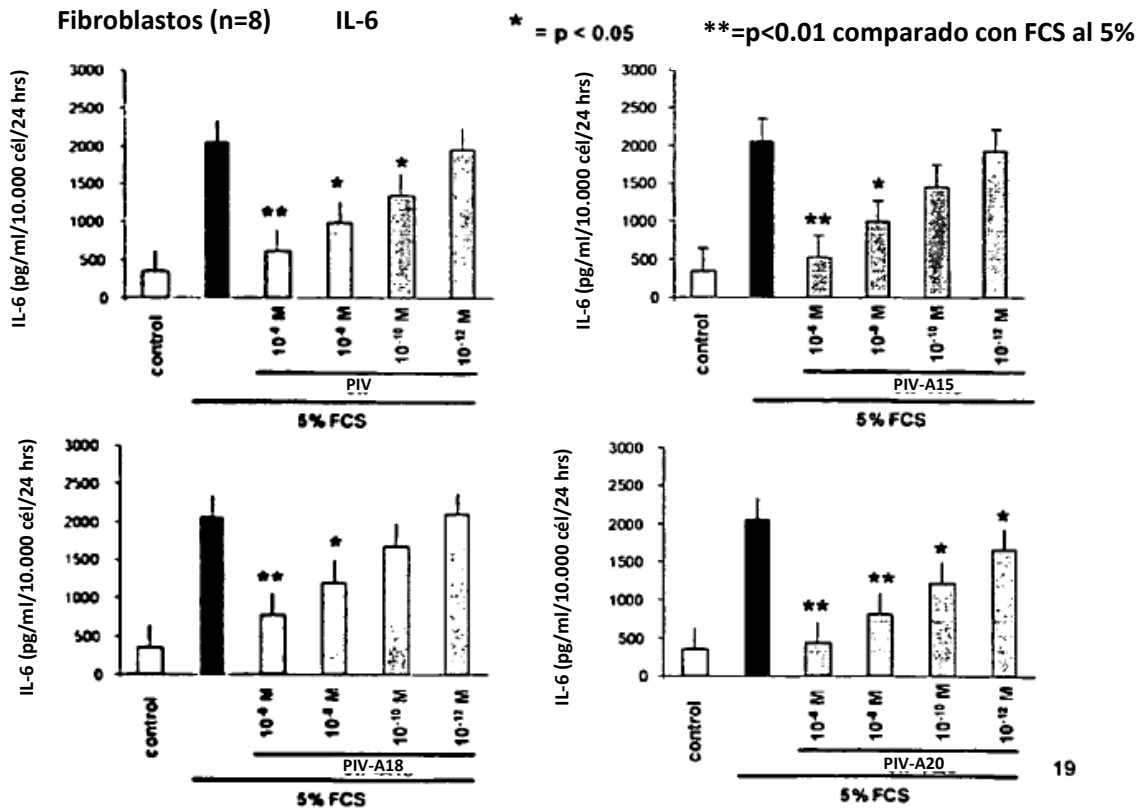 Fibroblastos (n=8) IL-6 * = p < 0.05 **=p<0.01 comparado con FCS al 5%
IL-6 (pg/ml/10.000 cél/24 hrs)
3000
2500
2000
1500
1000
500
0
** * *
control
10⁻⁶ M
10⁻⁸ M
10⁻¹⁰ M
10⁻¹² M
PIV
5% FCS
IL-6 (pg/ml/10.000 cél/24 hrs)
3000
2500
2000
1500
1000
500
0
** *
control
10⁻⁶ M
10⁻⁸ M
10⁻¹⁰ M
10⁻¹² M
PIV-A15
5% FCS
IL-6 (pg/ml/10.000 cél/24 hrs)
3000
2500
2000
1500
1000
500
0
** *
control
10⁻⁶ M
10⁻⁸ M
10⁻¹⁰ M
10⁻¹² M
PIV-A18
5% FCS
IL-6 (pg/ml/10.000 cél/24 hrs)
3000
2500
2000
1500
1000
500
0
** ** * *
control
10⁻⁶ M
10⁻⁸ M
10⁻¹⁰ M
10⁻¹² M
PIV-A20
5% FCS
19